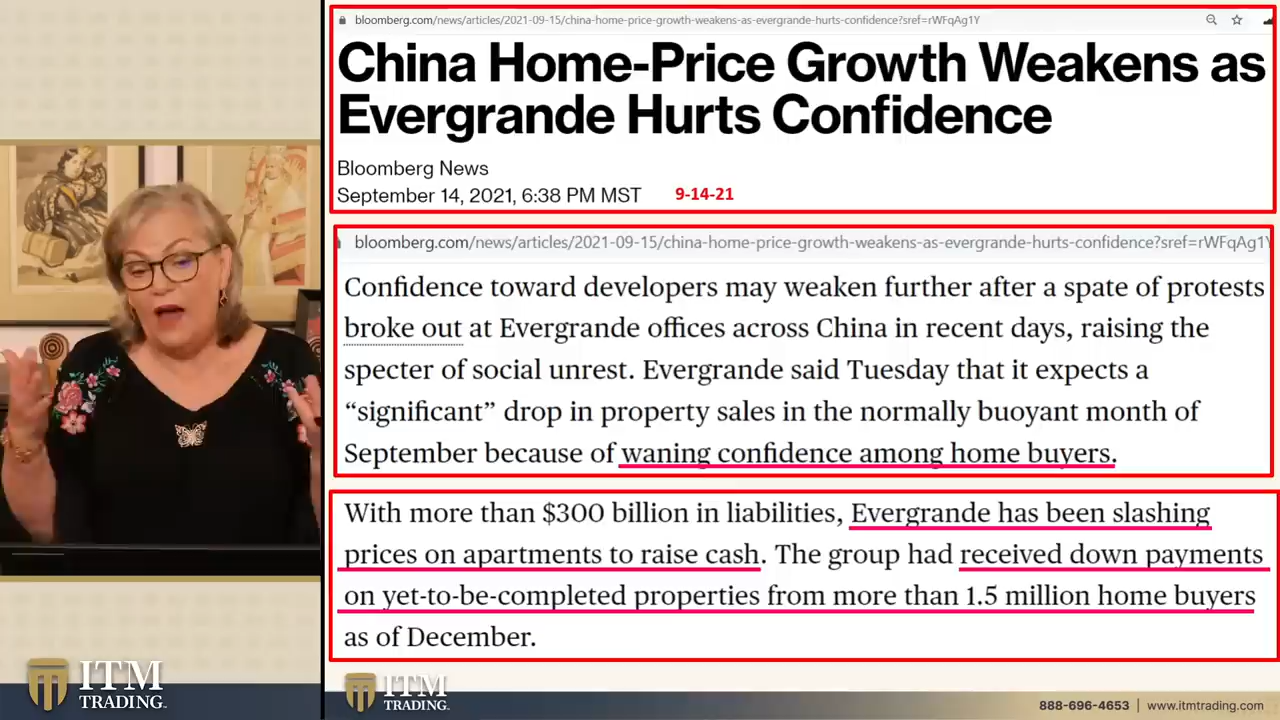 bloomberg.com/news/articles/2021-09-15/china-home-price-growth-weakens-as-evergrande-hurts-confidence?sref=rWFqAg1Y
China Home-Price Growth Weakens as
Evergrande Hurts Confidence
Bloomberg News
September 14, 2021, 6:38 PM MST 9-14-21
bloomberg.com/news/articles/2021-09-15/china-home-price-growth-weakens-as-evergrande-hurts-confidence?sref=rWFqAg1Y
Confidence toward developers may weaken further after a spate of protests
broke out at Evergrande offices across China in recent days, raising the
specter of social unrest. Evergrande said Tuesday that it expects a
“significant” drop in property sales in the normally buoyant month of
September because of waning confidence among home buyers.
With more than $300 billion in liabilities, Evergrande has been slashing
prices on apartments to raise cash. The group had received down payments
on yet-to-be-completed properties from more than 1.5 million home buyers
as of December.
ITM
TRADING
ITM
TRADING
888-696-4653 | www.itmtrading.com